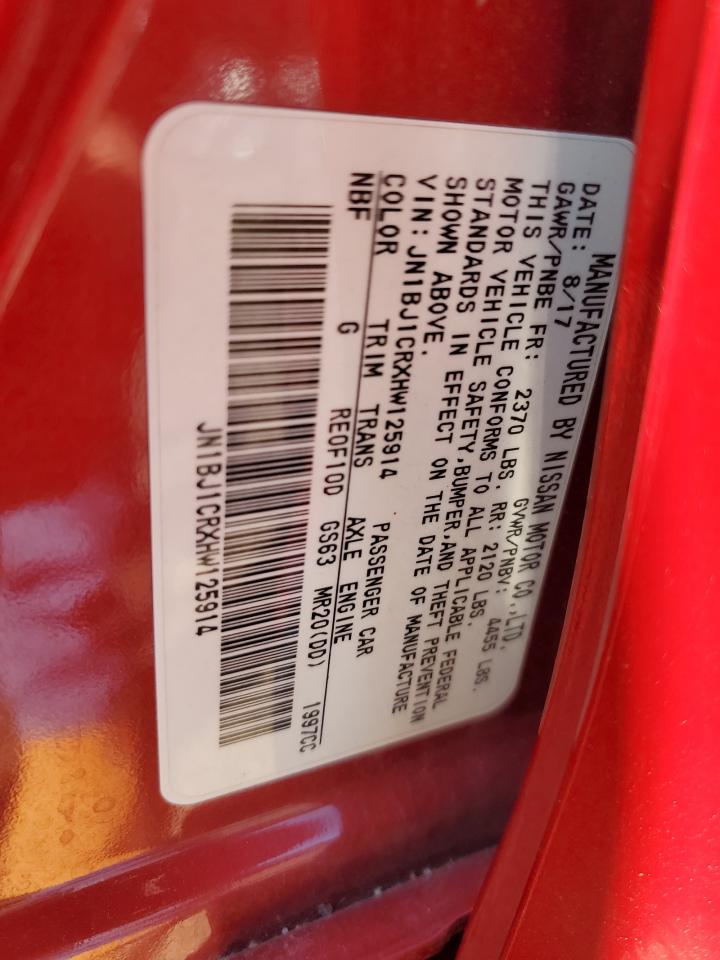 MANUFACTURED BY NISSAN MOTOR CO.,LTD.
DATE: 8/17 GVWR/PNBV: 4455 LBS.
GAWR/PNBE FR: 2370 LBS. RR: 2120 LBS.
THIS VEHICLE CONFORMS TO ALL APPLICABLE FEDERAL
MOTOR VEHICLE SAFETY,BUMPER,AND THEFT PREVENTION
STANDARDS IN EFFECT ON THE DATE OF MANUFACTURE
SHOWN ABOVE.
VIN: JN1BJ1CRXHW125914 PASSENGER CAR
COLOR TRIM TRANS AXLE ENGINE
NBF G RE0F10D GS63 MR20(DD) 1997CC
JN1BJ1CRXHW125914